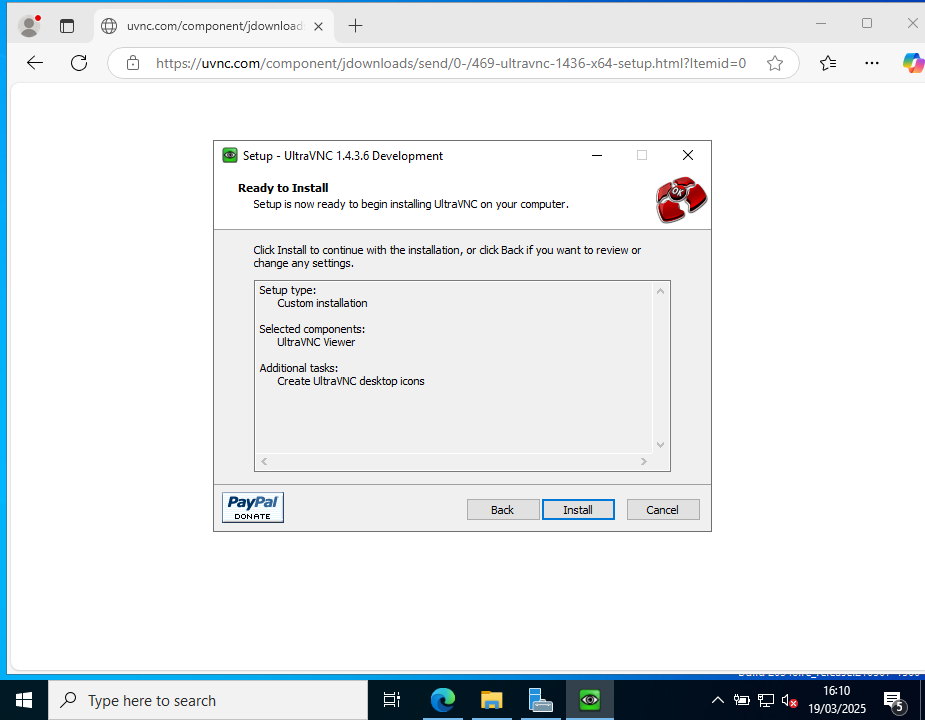 uvnc.com/component/jdownload
https://uvnc.com/component/jdownloads/send/0-/469-ultravnc-1436-x64-setup.html?Itemid=0
Setup - UltraVNC 1.4.3.6 Development
Ready to Install
Setup is now ready to begin installing UltraVNC on your computer.
OK
Click Install to continue with the installation, or click Back if you want to review or
change any settings.
Setup type:
Custom installation
Selected components:
UltraVNC Viewer
Additional tasks:
Create UltraVNC desktop icons
PayPal
DONATE
Back
Install
Cancel
Type here to search
16:10
19/03/2025
5